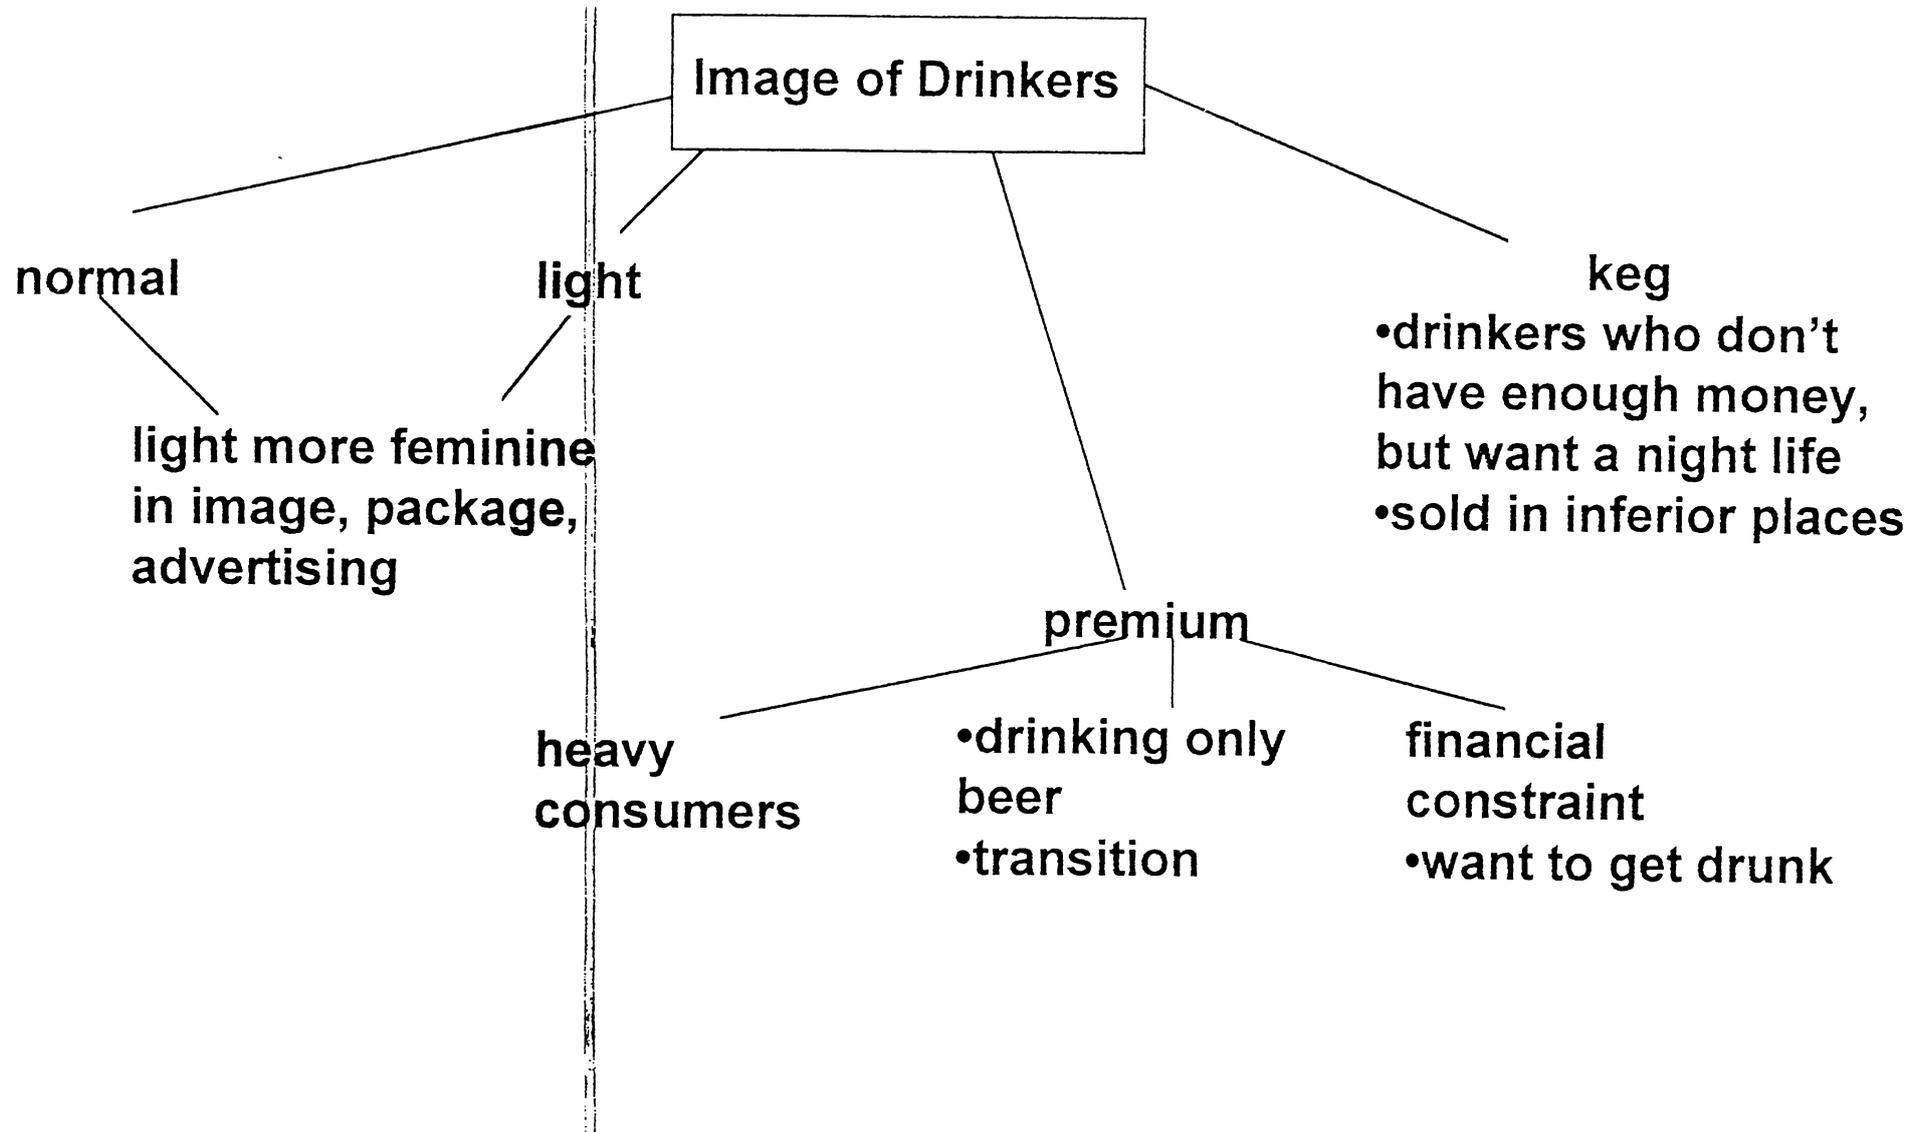 Image of Drinkers
normal
light
keg
•drinkers who don't
have enough money,
but want a night life
•sold in inferior places
light more feminine
in image, package,
advertising
premium
heavy
consumers
•drinking only
beer
•transition
financial
constraint
•want to get drunk